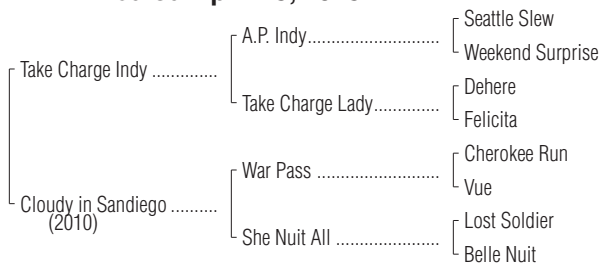 Seattle Slew
A.P. Indy
Weekend Surprise
Take Charge Indy
Dehere
Take Charge Lady
Felicita
Cherokee Run
War Pass
Vue
Cloudy in Sandiego
(2010)
Lost Soldier
She Nuit All
Belle Nuit